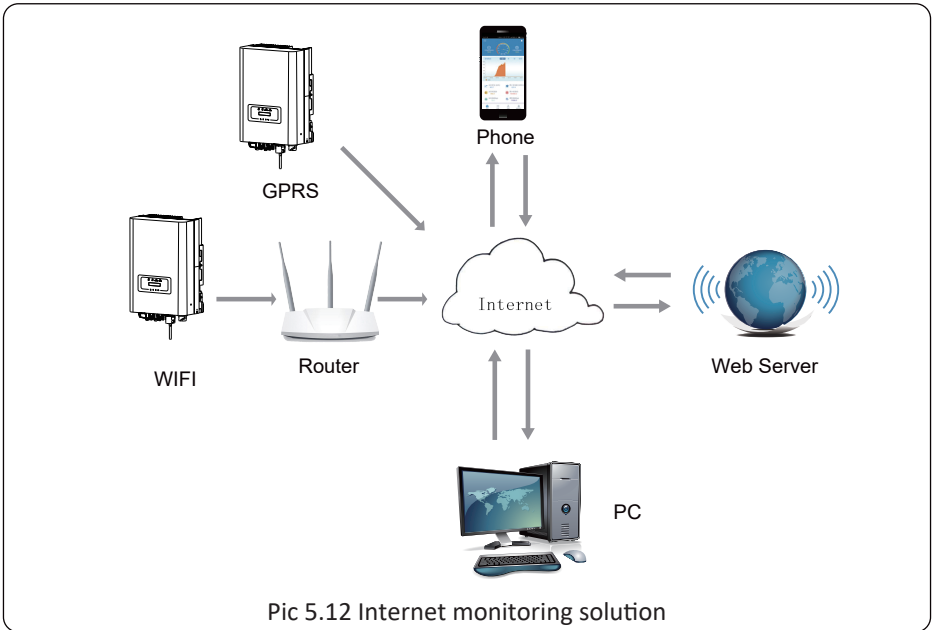 Phone
GPRS
Internet
WIFI
Router
Web Server
PC
Pic 5.12 Internet monitoring solution